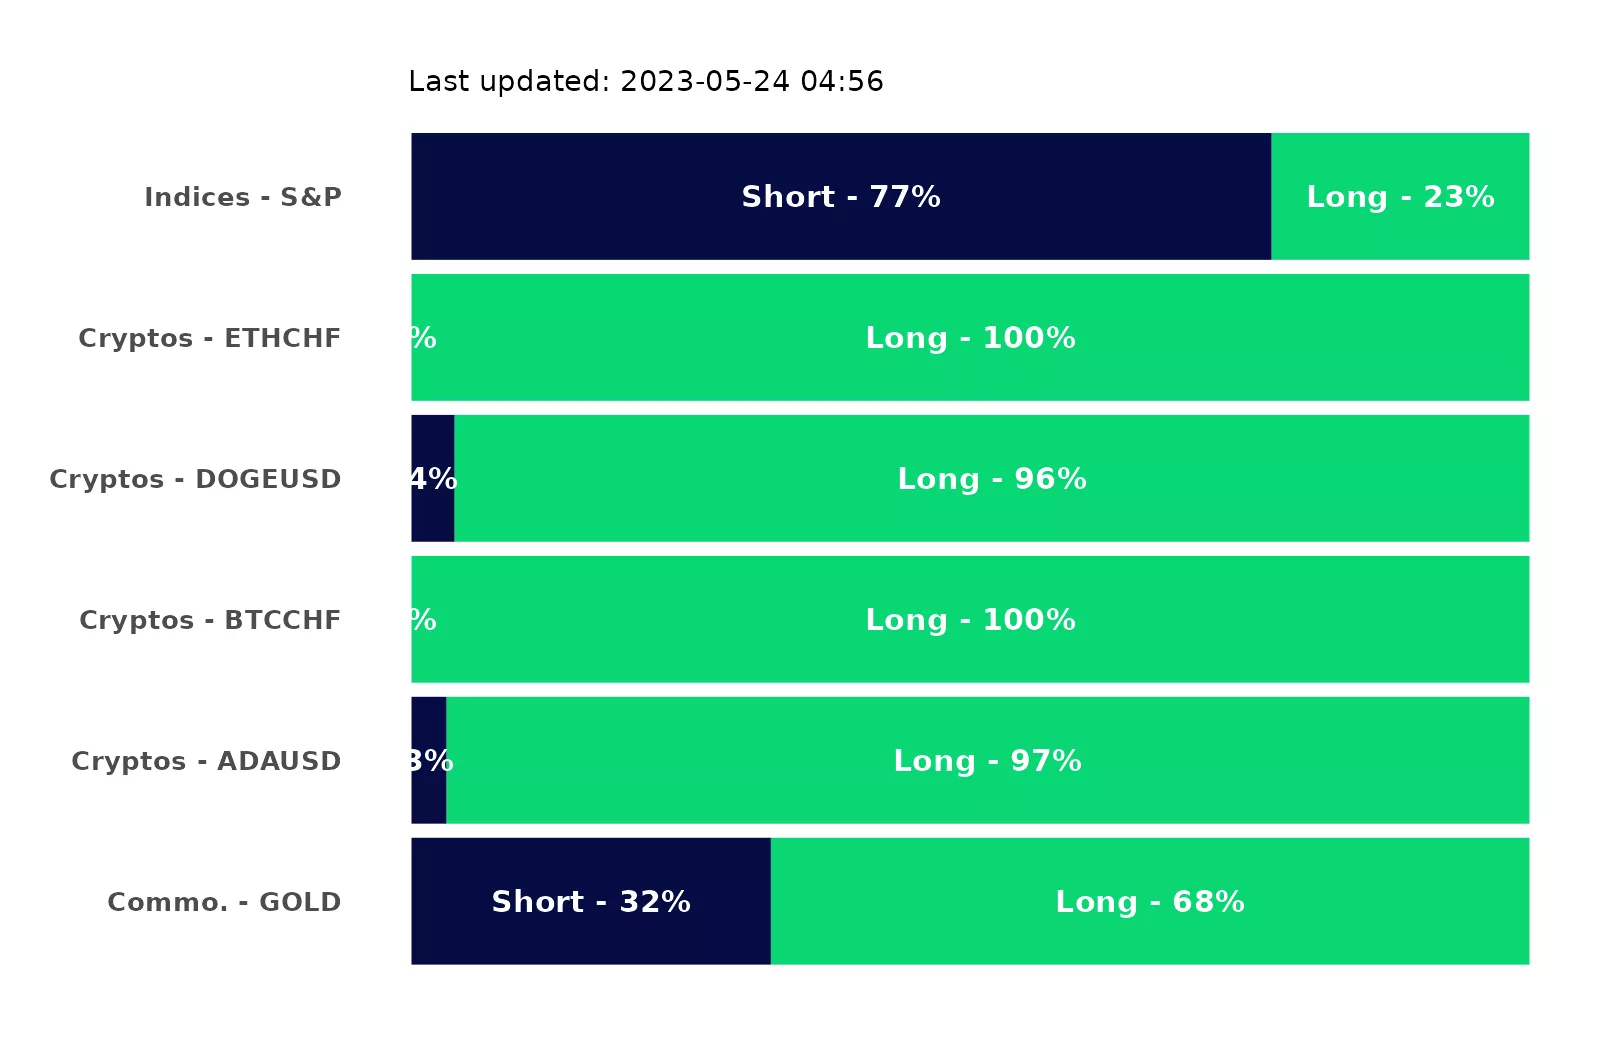 Last updated: 2023-05-24 04:56
Indices - S&P Short - 77% Long - 23%
Cryptos - ETHCHF % Long - 100%
Cryptos - DOGEUSD 4% Long - 96%
Cryptos - BTCCHF % Long - 100%
Cryptos - ADAUSD 3% Long - 97%
Commo. - GOLD Short - 32% Long - 68%